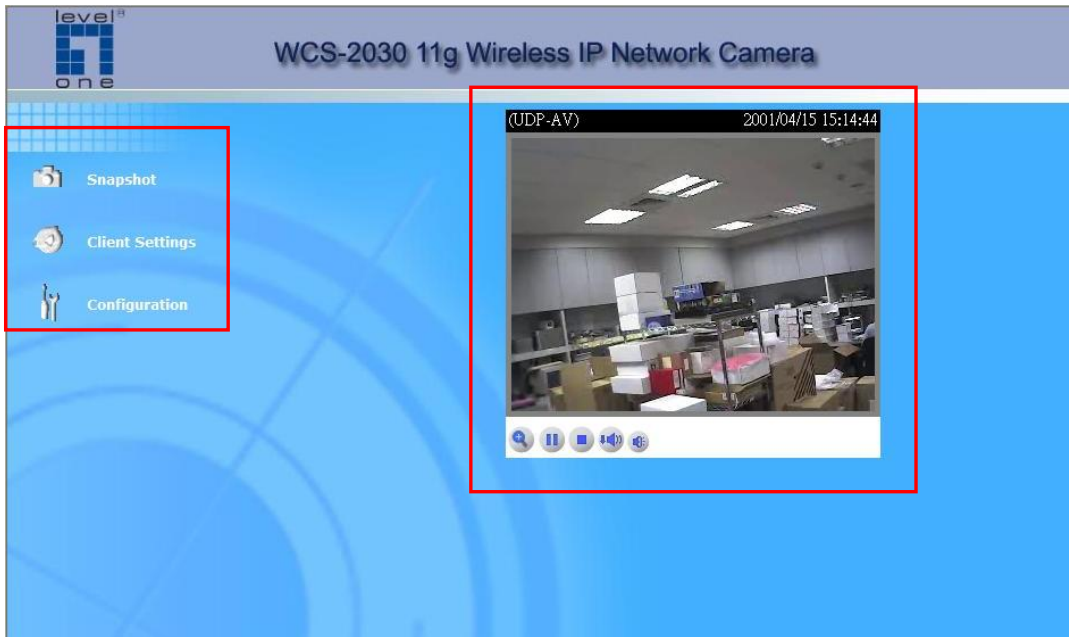 level®
one
WCS-2030 11g Wireless IP Network Camera
(UDP-AV) 2001/04/15 15:14:44
Snapshot
Client Settings
Configuration